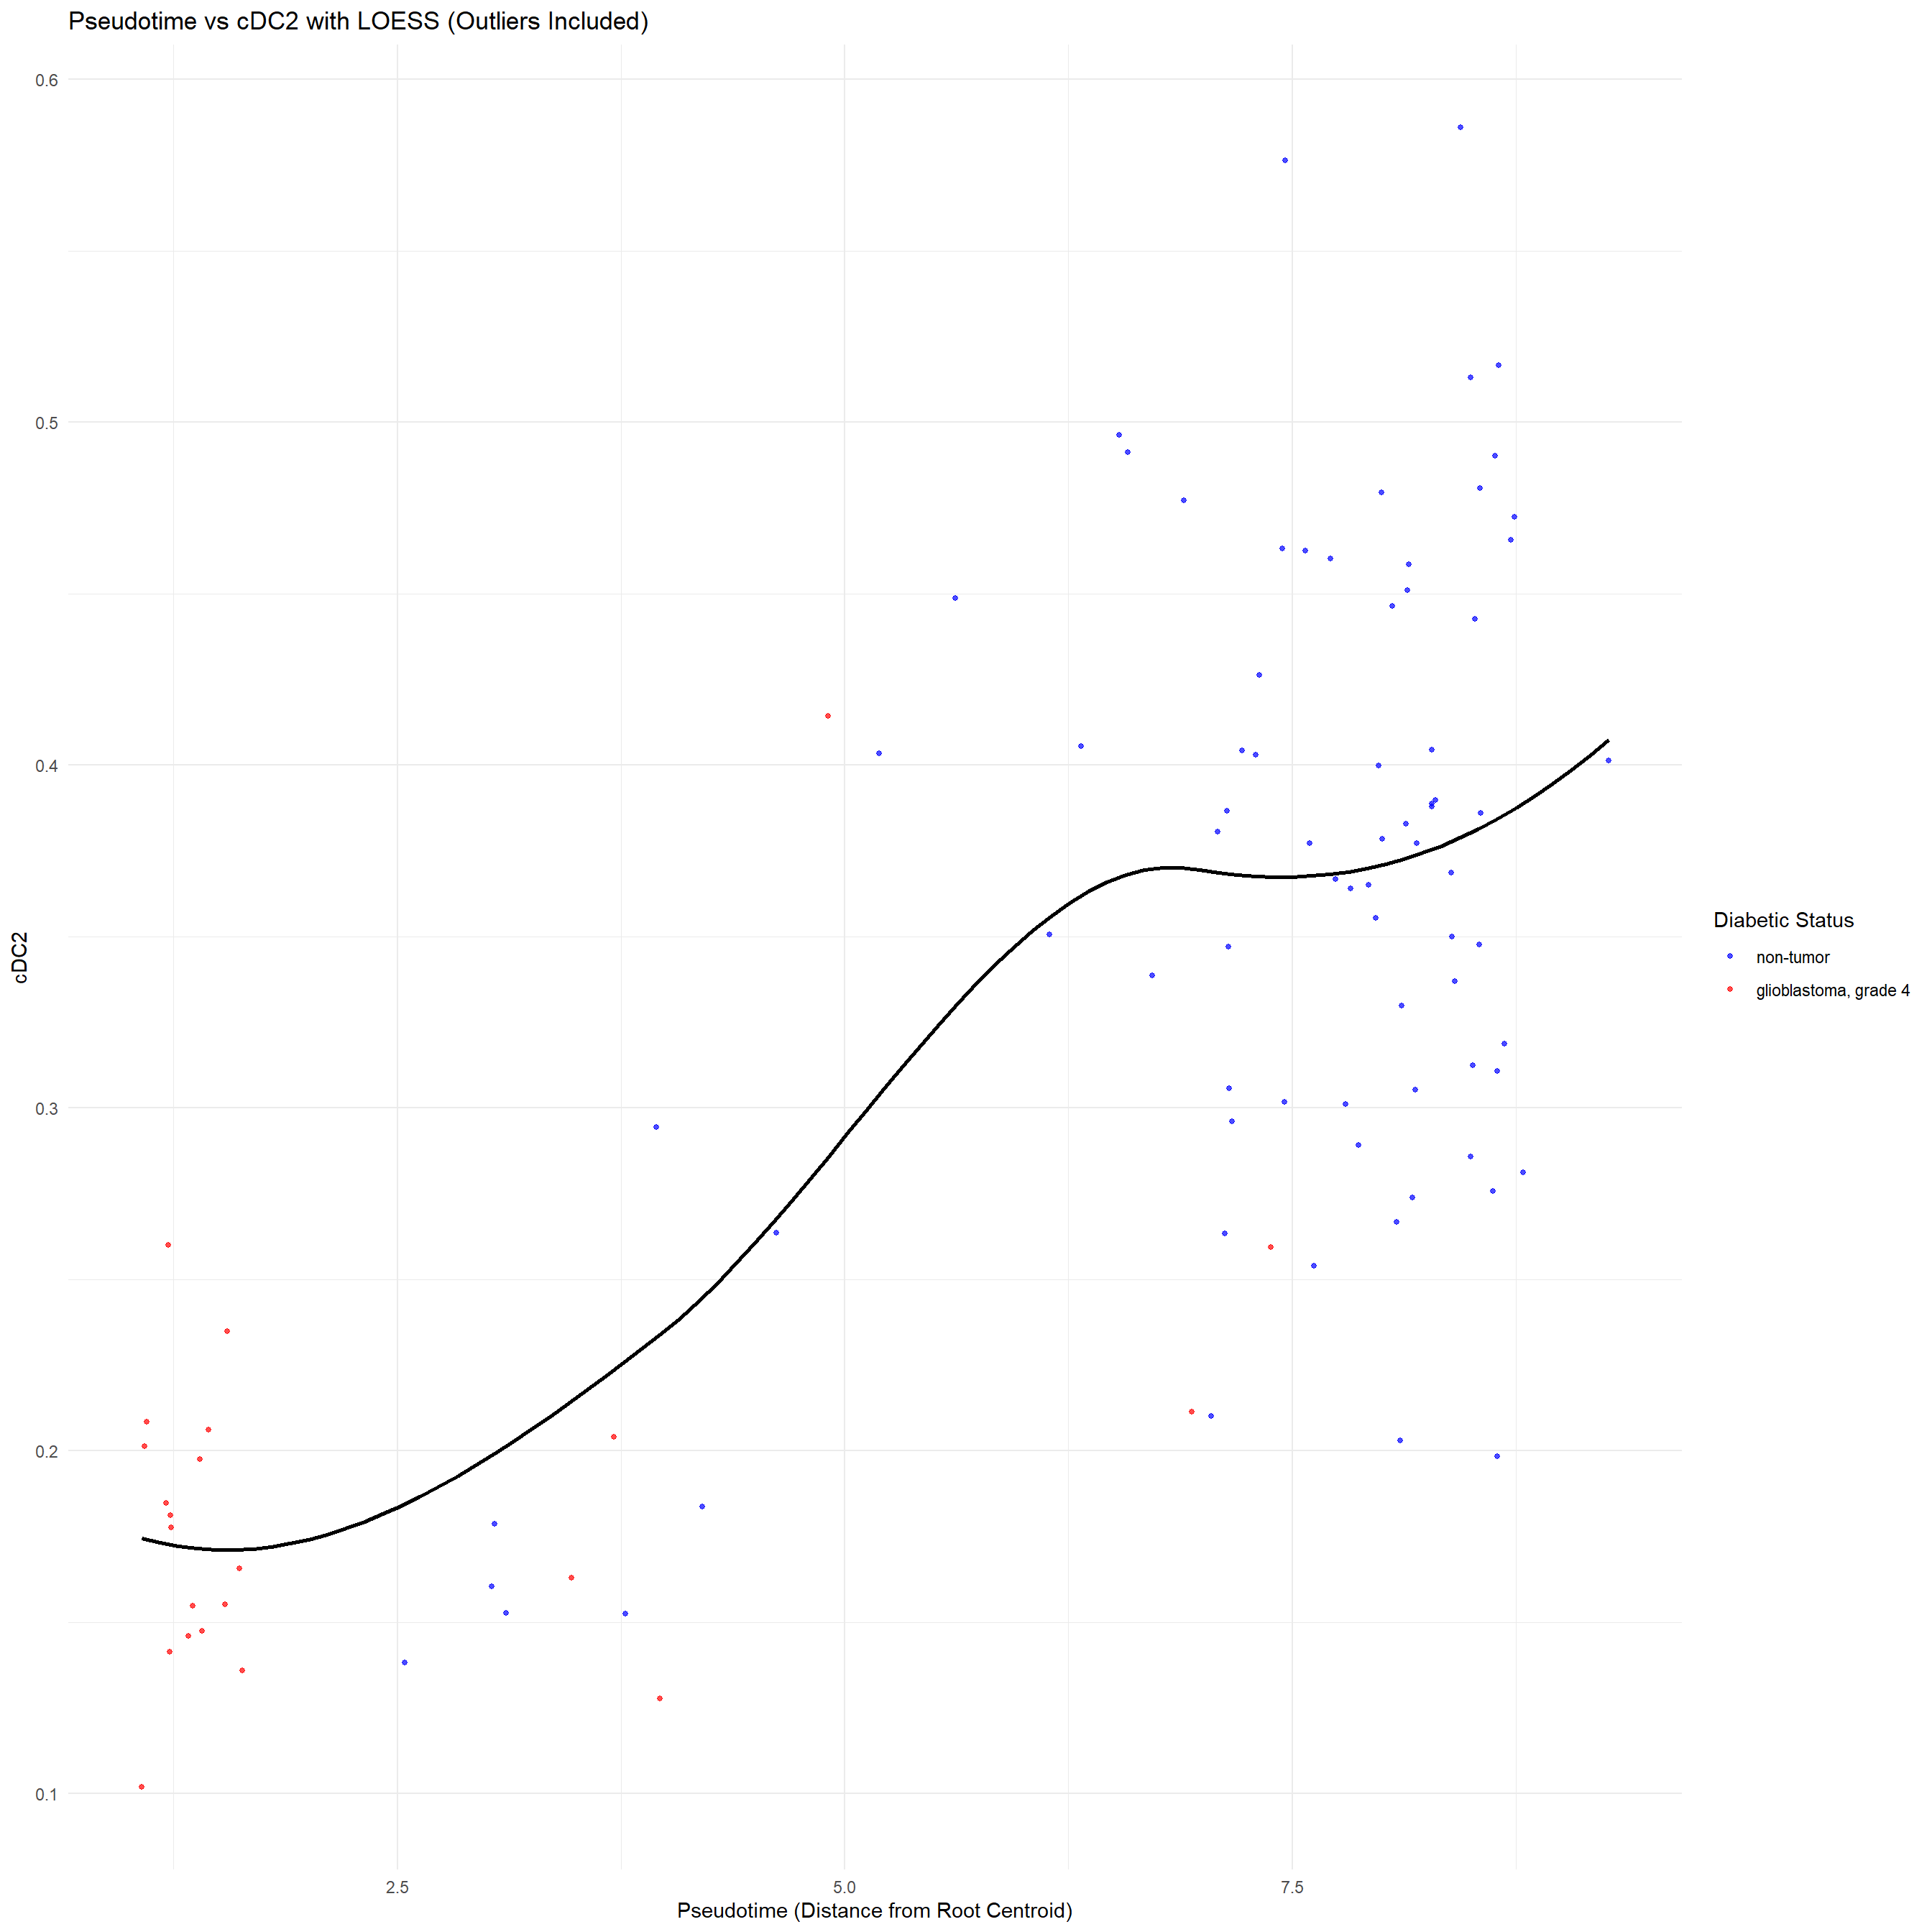 Pseudotime vs cDC2 with LOESS (Outliers Included)
0.6
0.5
0.4
0.3
0.2
0.1
cDC2
2.5 5.0 7.5
Pseudotime (Distance from Root Centroid)
Diabetic Status
non-tumor
glioblastoma, grade 4